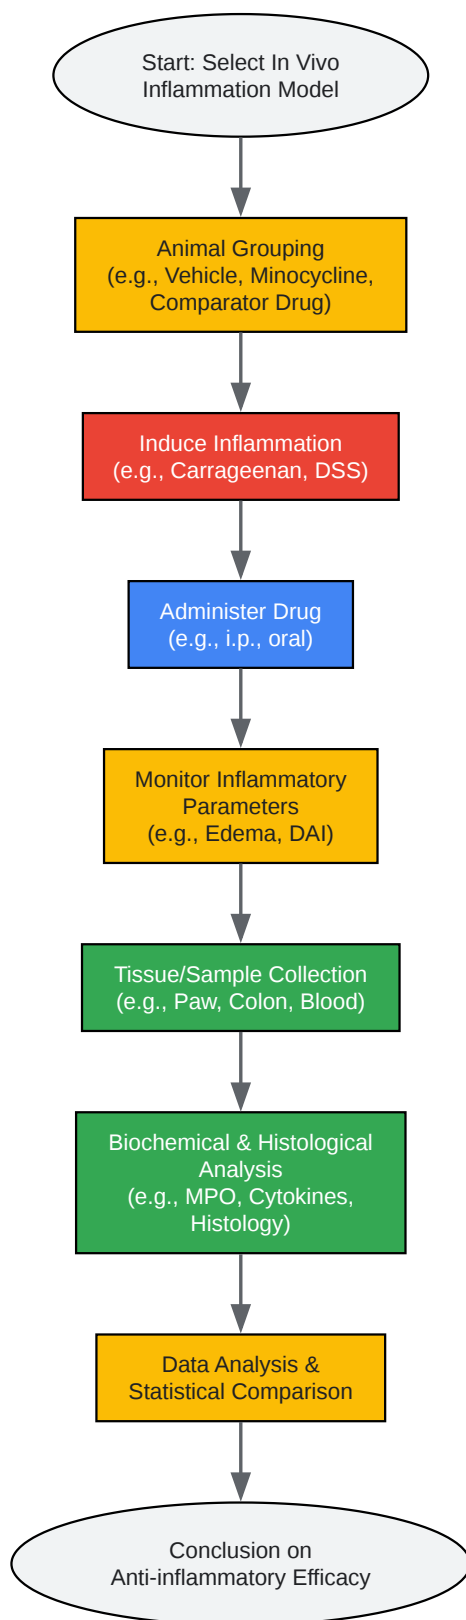 Start: Select In Vivo
Inflammation Model
Animal Grouping
(e.g., Vehicle, Minocycline,
Comparator Drug)
Induce Inflammation
(e.g., Carrageenan, DSS)
Administer Drug
(e.g., i.p., oral)
Monitor Inflammatory
Parameters
(e.g., Edema, DAI)
Tissue/Sample Collection
(e.g., Paw, Colon, Blood)
Biochemical & Histological
Analysis
(e.g., MPO, Cytokines,
Histology)
Data Analysis &
Statistical Comparison
Conclusion on
Anti-inflammatory Efficacy